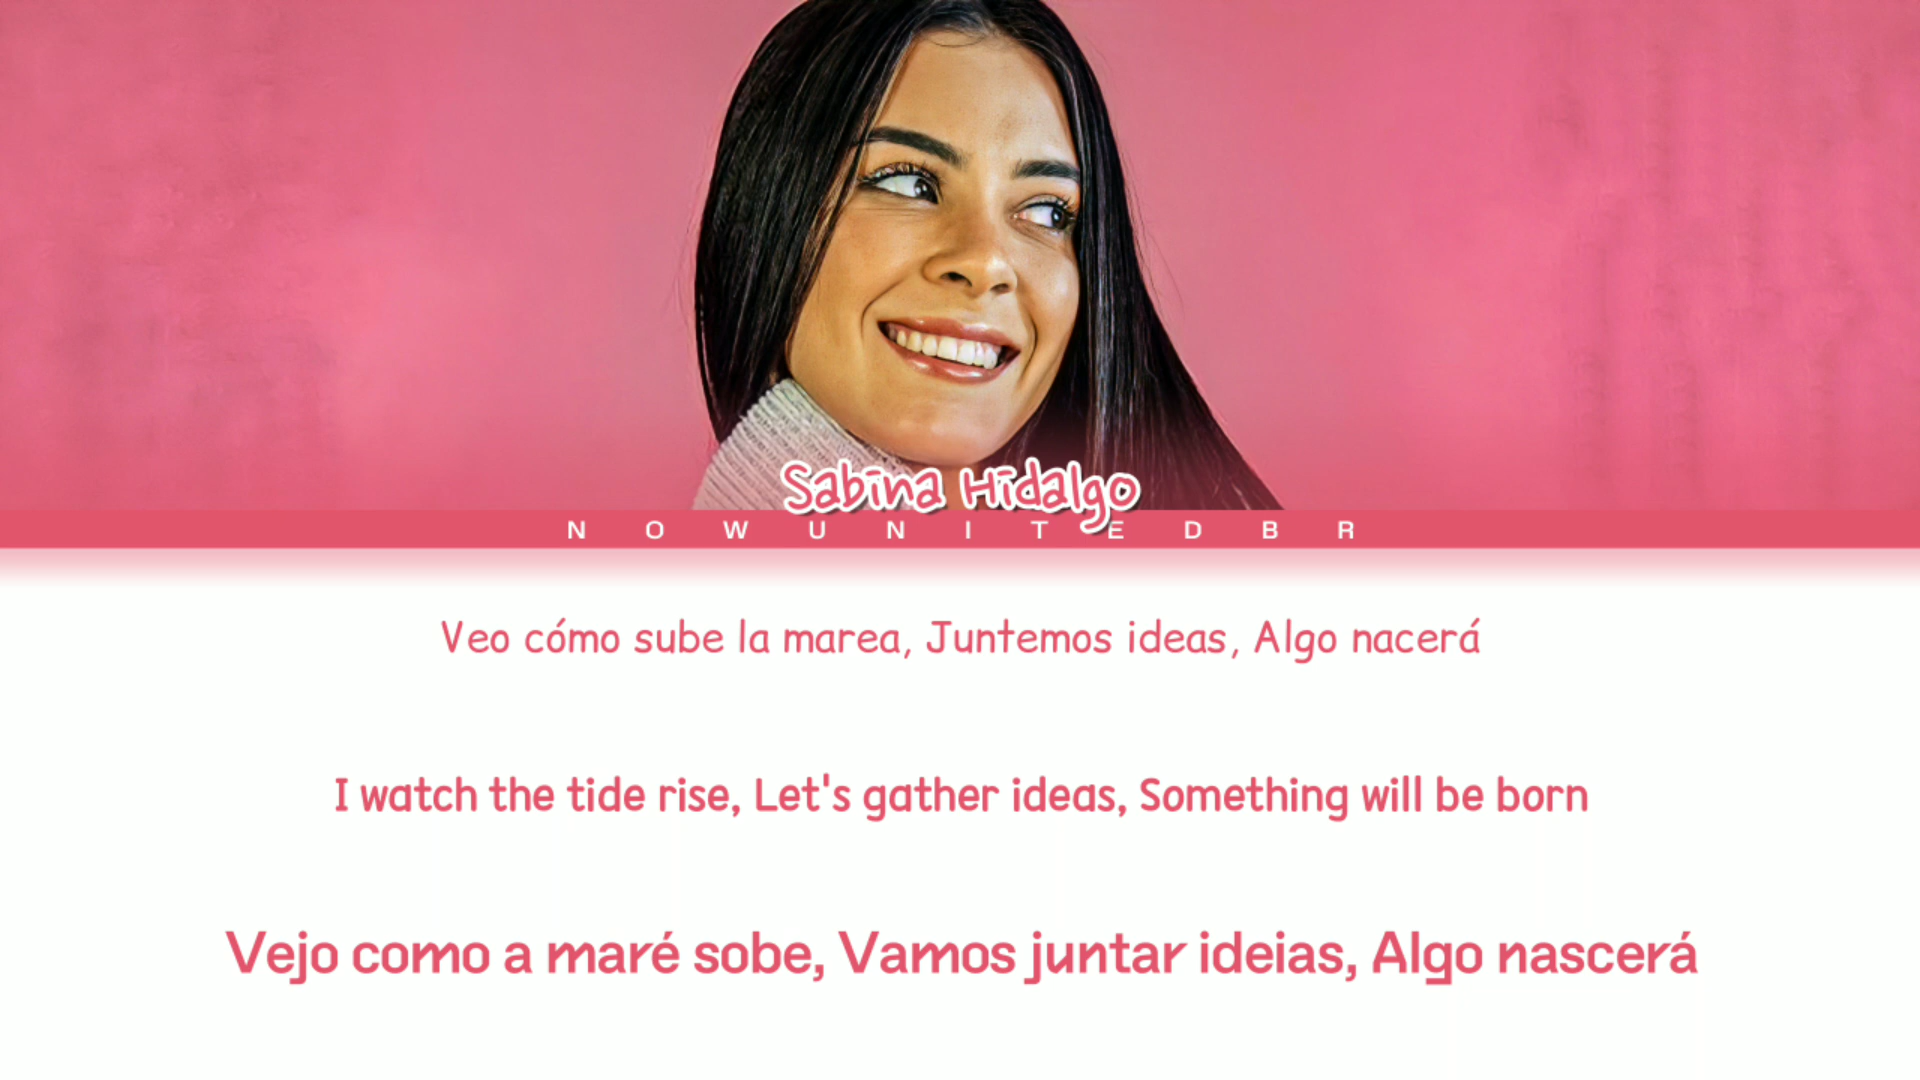 Sabina Hidalgo
NOWUNITEDBR
Veo cómo sube la marea, Juntemos ideas, Algo nacerá
I watch the tide rise, Let's gather ideas, Something will be born
Vejo como a maré sobe, Vamos juntar ideias, Algo nascerá